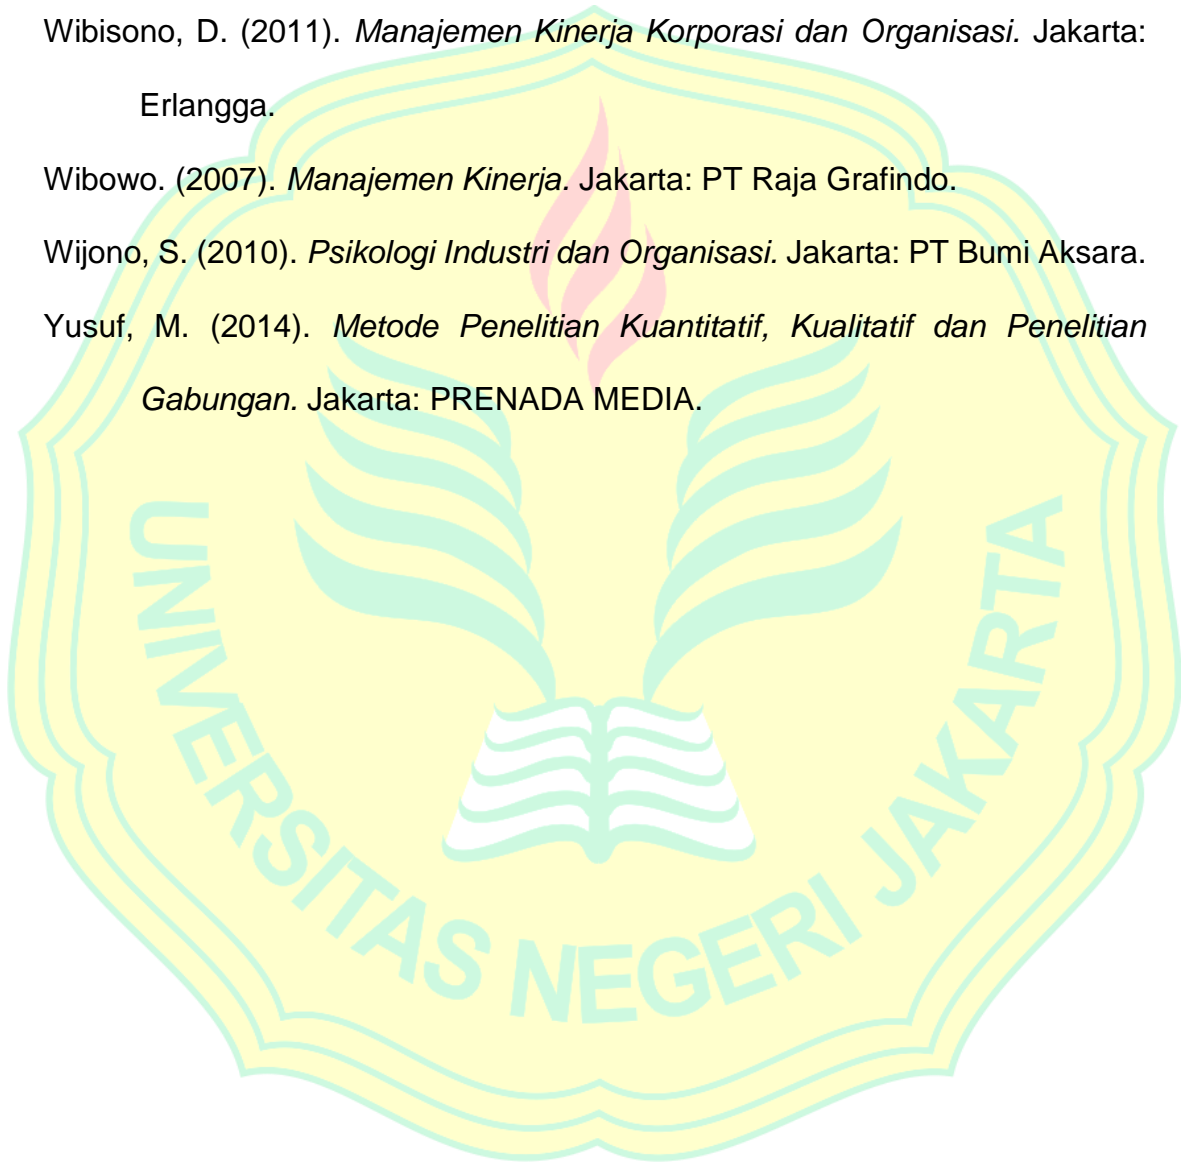 Wibisono, D. (2011). Manajemen Kinerja Korporasi dan Organisasi. Jakarta:
Erlangga.
Wibowo. (2007). Manajemen Kinerja. Jakarta: PT Raja Grafindo.
Wijono, S. (2010). Psikologi Industri dan Organisasi. Jakarta: PT Bumi Aksara.
Yusuf, M. (2014). Metode Penelitian Kuantitatif, Kualitatif dan Penelitian
Gabungan. Jakarta: PRENADA MEDIA.
UNIVERSITAS NEGERI JAKARTA